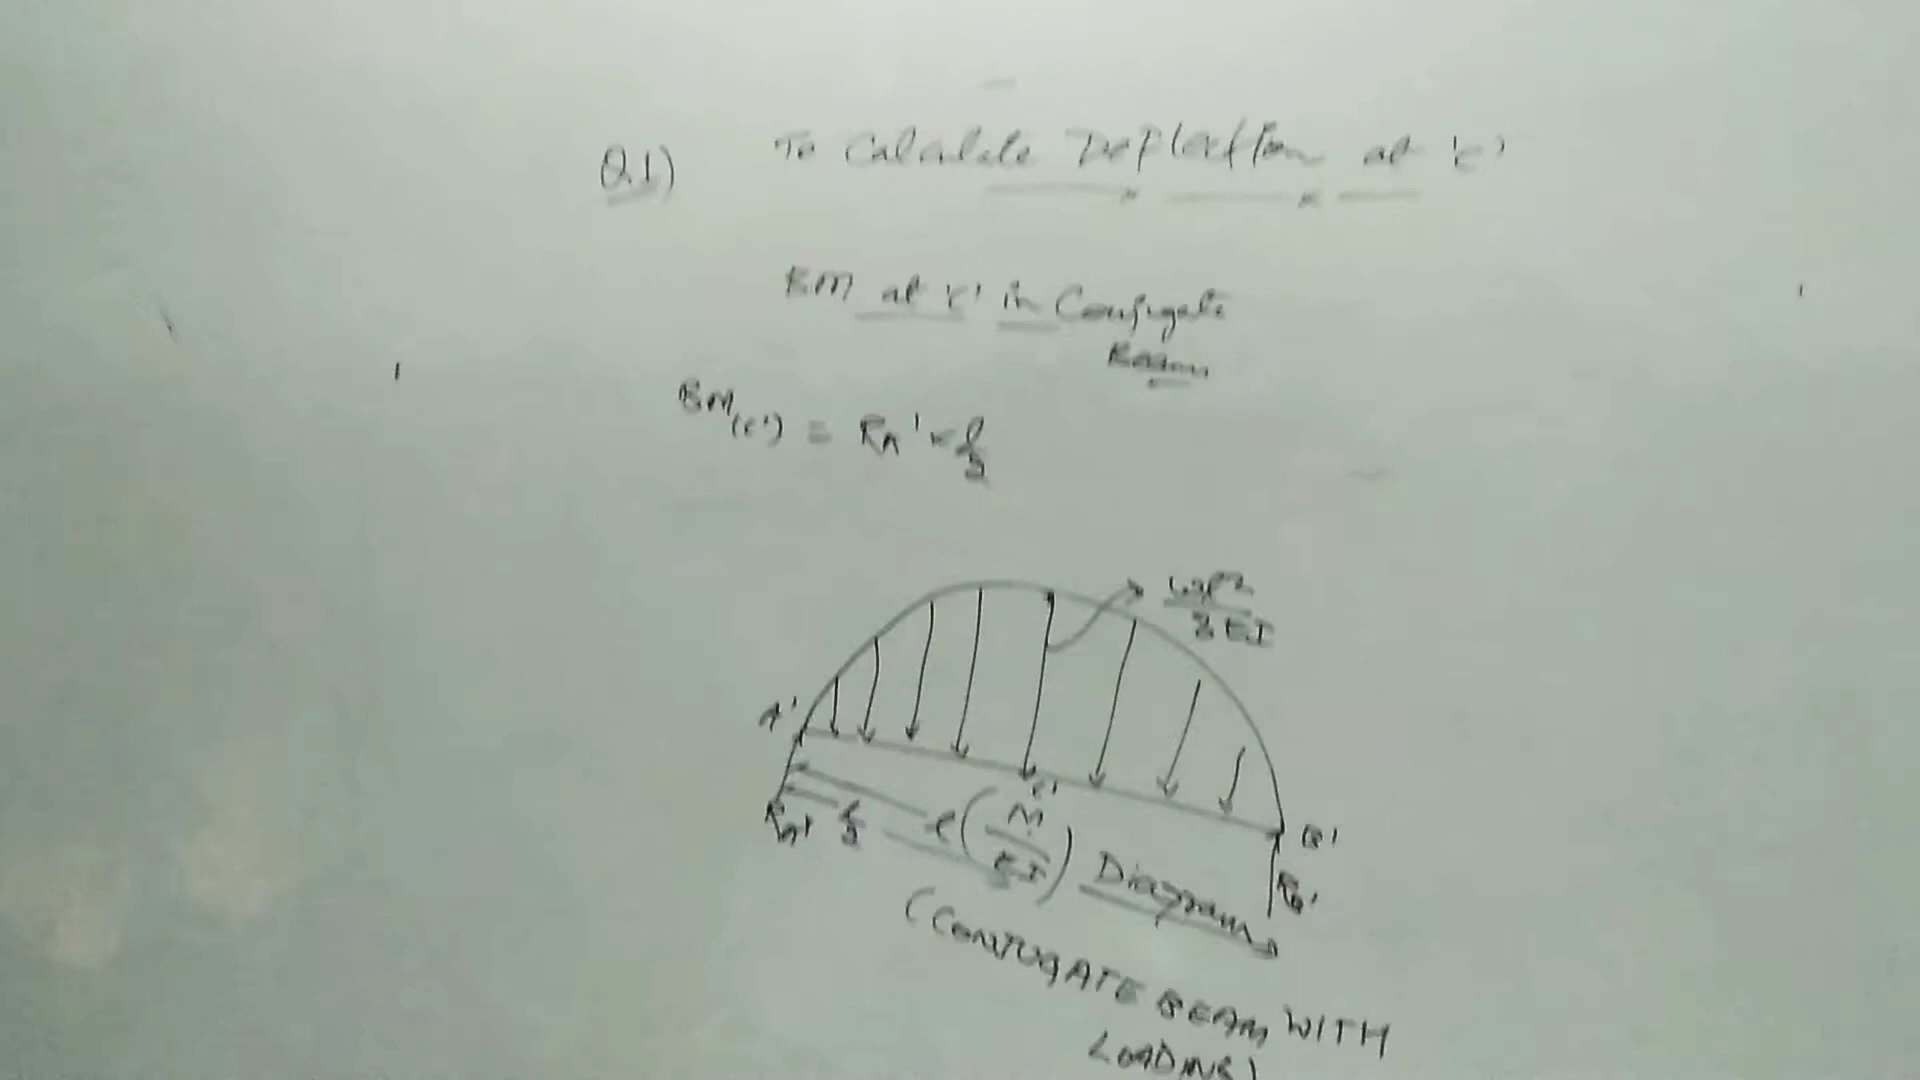 Q.1) To Calculate Deflection at 'c'
BM at 'c' in Conjugate
Beam
BM(c') = RA' × l/2
wl²/8EI
A'
c'
B'
RA' l/2 l (M/EI) Diagram
RB'
(CONJUGATE BEAM WITH
LOADING)